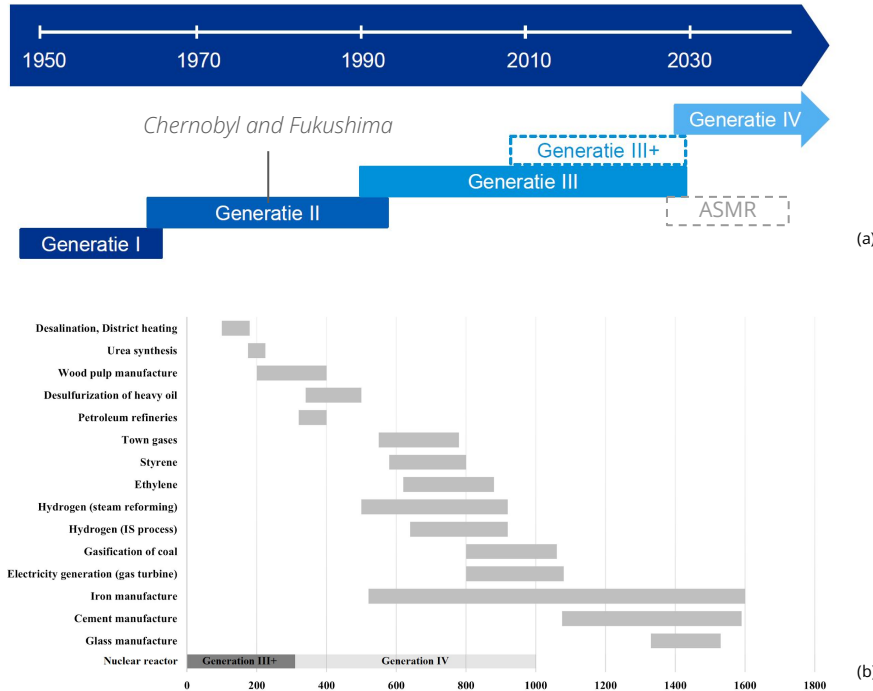 1950 1970 1990 2010 2030
Generatie IV
Chernobyl and Fukushima
Generatie III+
Generatie III
Generatie II
ASMR
Generatie I
(a)
Desalination, District heating
Urea synthesis
Wood pulp manufacture
Desulfurization of heavy oil
Petroleum refineries
Town gases
Styrene
Ethylene
Hydrogen (steam reforming)
Hydrogen (IS process)
Gasification of coal
Electricity generation (gas turbine)
Iron manufacture
Cement manufacture
Glass manufacture
Nuclear reactor Generation III+ Generation IV
(b)
0 200 400 600 800 1000 1200 1400 1600 1800